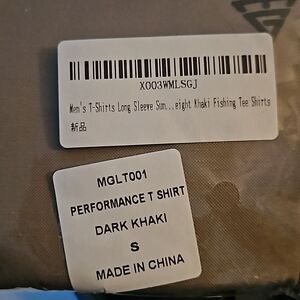 X003WMLSGJ
Men's T-Shirts Long Sleeve Sun...eight Khaki Fishing Tee Shirts
新品
MGLT001
PERFORMANCE T SHIRT
DARK KHAKI
S
MADE IN CHINA